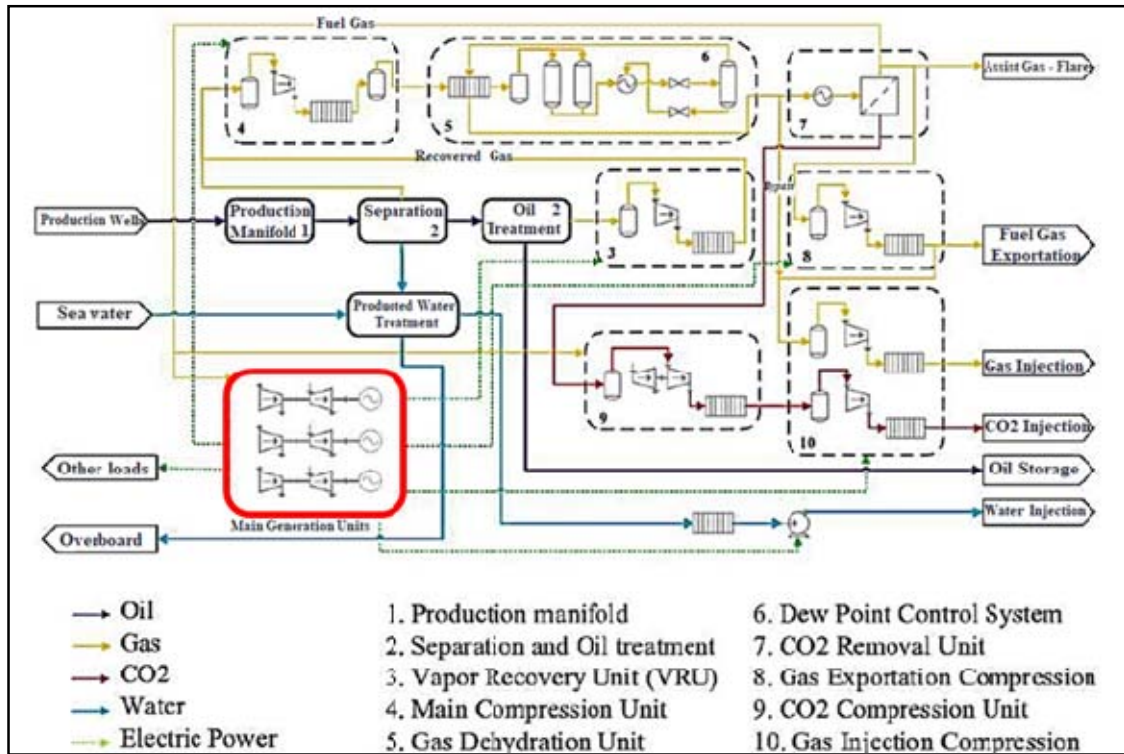 Fuel Gas
Assist Gas - Flare
4
5
6
7
Recovered Gas
Bypass
Production Wells
Production
Manifold 1
Separation
2
Oil 2
Treatment
3
8
Fuel Gas
Exportation
Sea vater
Producted Water
Treatment
Gas Injection
9
10
CO2 Injection
Other loads
Oil Storage
Main Generation Units
Water Injection
Overboard
Oil
Gas
CO2
Water
Electric Power
1. Production manifold
2. Separation and Oil treatment
3. Vapor Recovery Unit (VRU)
4. Main Compression Unit
5. Gas Dehydration Unit
6. Dew Point Control System
7. CO2 Removal Unit
8. Gas Exportation Compression
9. CO2 Compression Unit
10. Gas Injection Compression